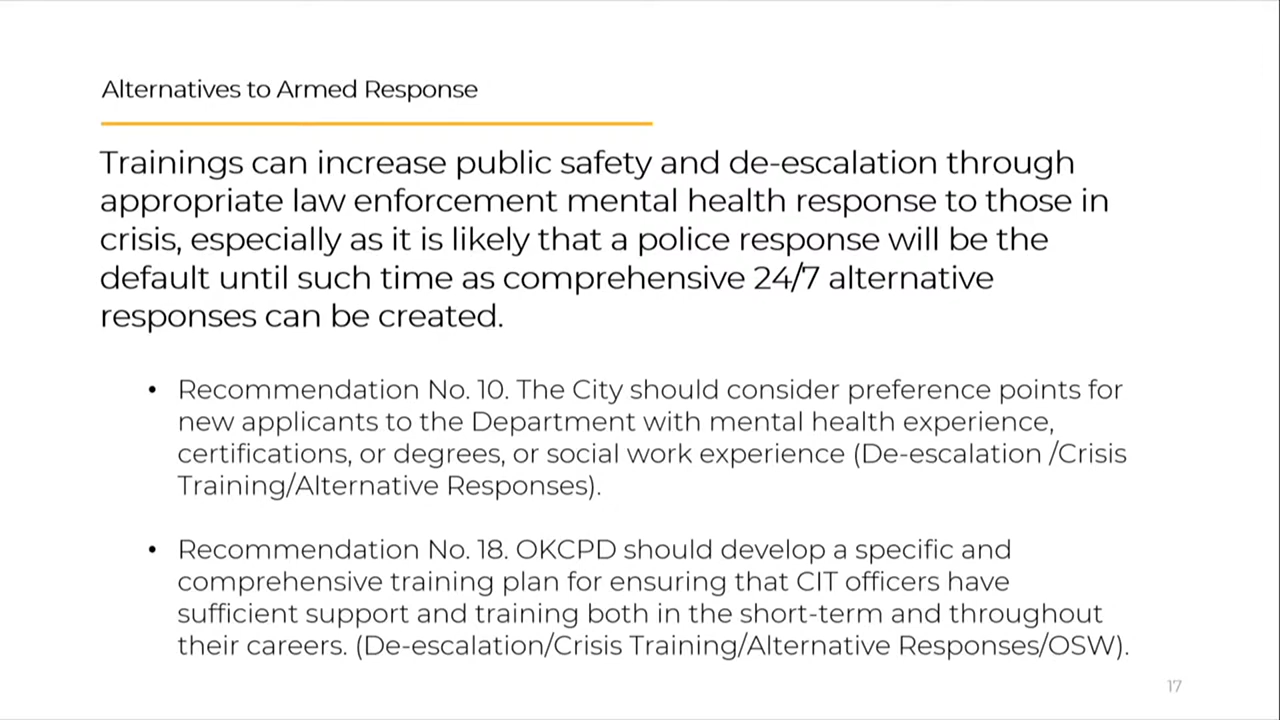 Alternatives to Armed Response
Trainings can increase public safety and de-escalation through
appropriate law enforcement mental health response to those in
crisis, especially as it is likely that a police response will be the
default until such time as comprehensive 24/7 alternative
responses can be created.
• Recommendation No. 10. The City should consider preference points for
new applicants to the Department with mental health experience,
certifications, or degrees, or social work experience (De-escalation /Crisis
Training/Alternative Responses).
• Recommendation No. 18. OKCPD should develop a specific and
comprehensive training plan for ensuring that CIT officers have
sufficient support and training both in the short-term and throughout
their careers. (De-escalation/Crisis Training/Alternative Responses/OSW).
17